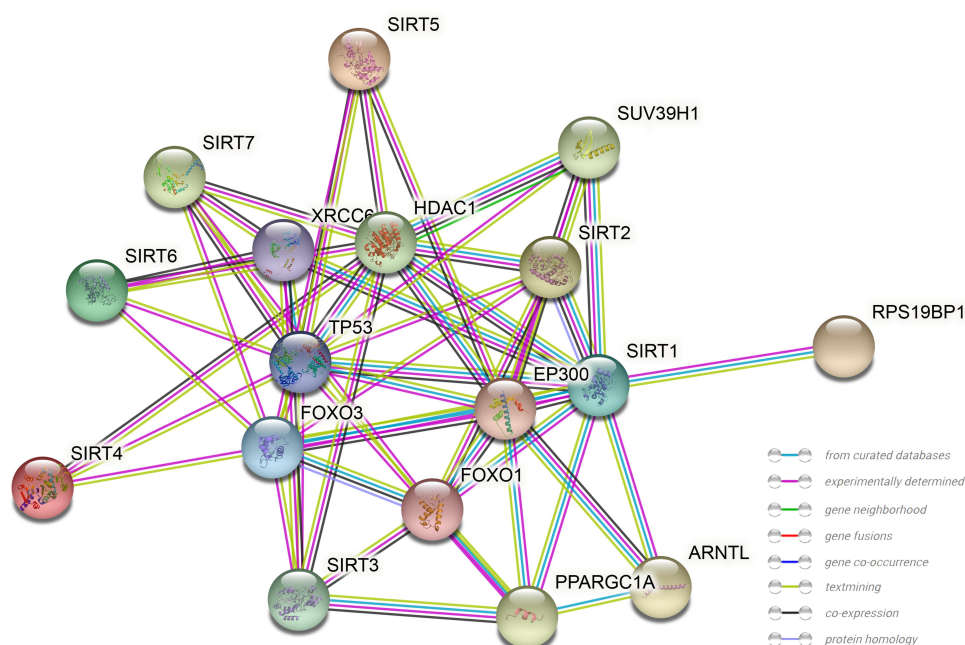 SIRT5
SUV39H1
SIRT7
XRCC6
HDAC1
SIRT2
SIRT6
RPS19BP1
TP53
SIRT1
EP300
FOXO3
SIRT4
FOXO1
SIRT3
PPARGC1A
ARNTL
from curated databases
experimentally determined
gene neighborhood
gene fusions
gene co-occurrence
textmining
co-expression
protein homology